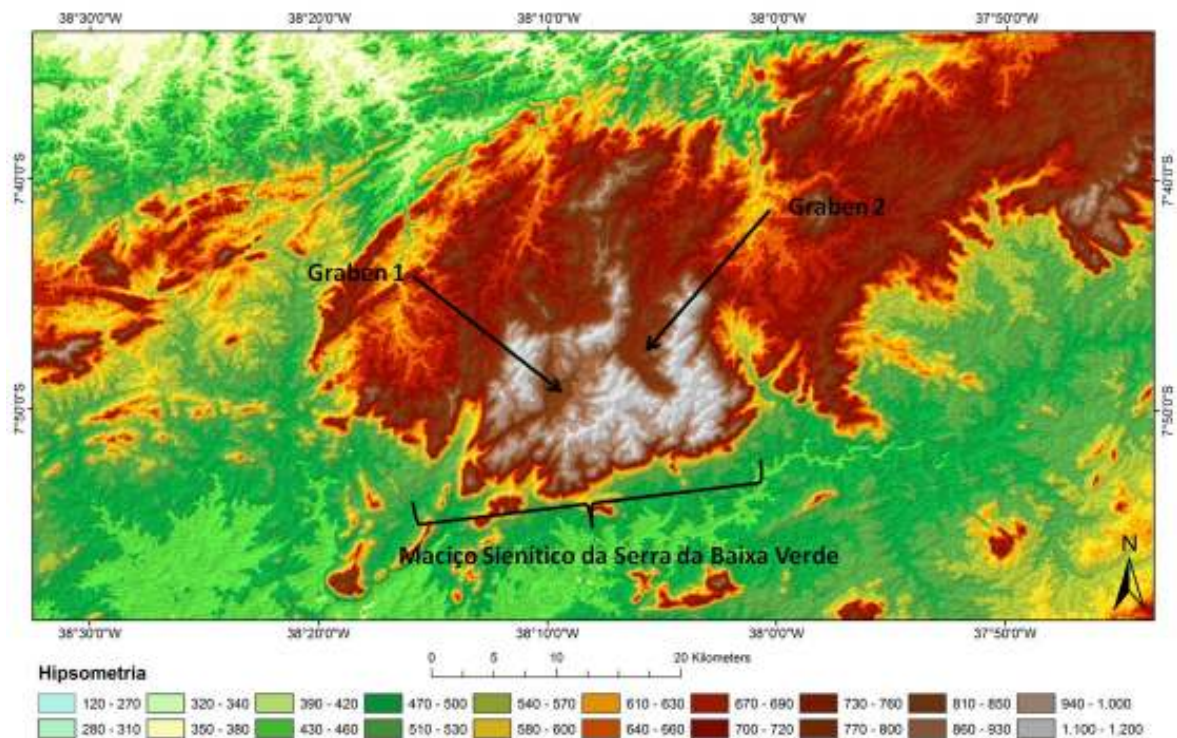 38°30'0"W 38°20'0"W 38°10'0"W 38°0'0"W 37°50'0"W
7°40'0"S 7°40'0"S
Graben 2
Graben 1
7°50'0"S 7°50'0"S
Maciço Sienítico da Serra da Baixa Verde
N
38°30'0"W 38°20'0"W 38°10'0"W 38°0'0"W 37°50'0"W
Hipsometria
0 5 10 20 Kilometers
120 - 270 320 - 340 390 - 420 470 - 500 540 - 570 610 - 630 670 - 690 730 - 760 810 - 850 940 - 1.000
280 - 310 350 - 380 430 - 460 510 - 530 580 - 600 640 - 660 700 - 720 770 - 800 860 - 930 1.100 - 1.200